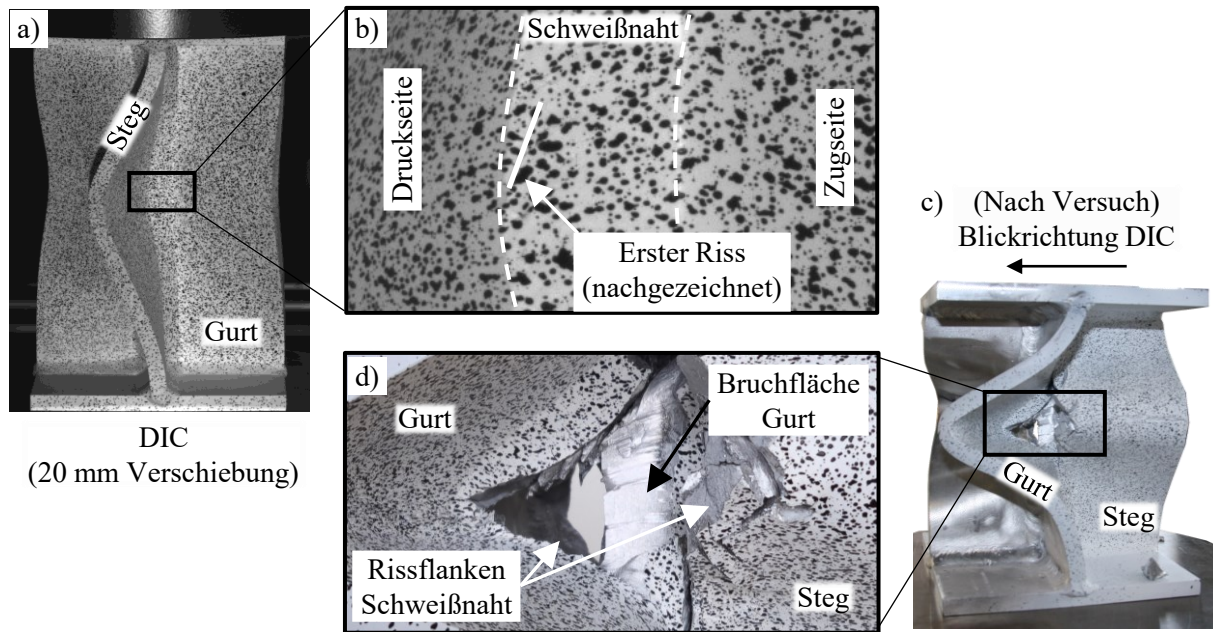 a)
Steg
Gurt
DIC
(20 mm Verschiebung)
b)
Schweißnaht
Druckseite
Zugseite
Erster Riss
(nachgezeichnet)
c)
(Nach Versuch)
Blickrichtung DIC
Gurt
Steg
d)
Gurt
Bruchfläche
Gurt
Rissflanken
Schweißnaht
Steg